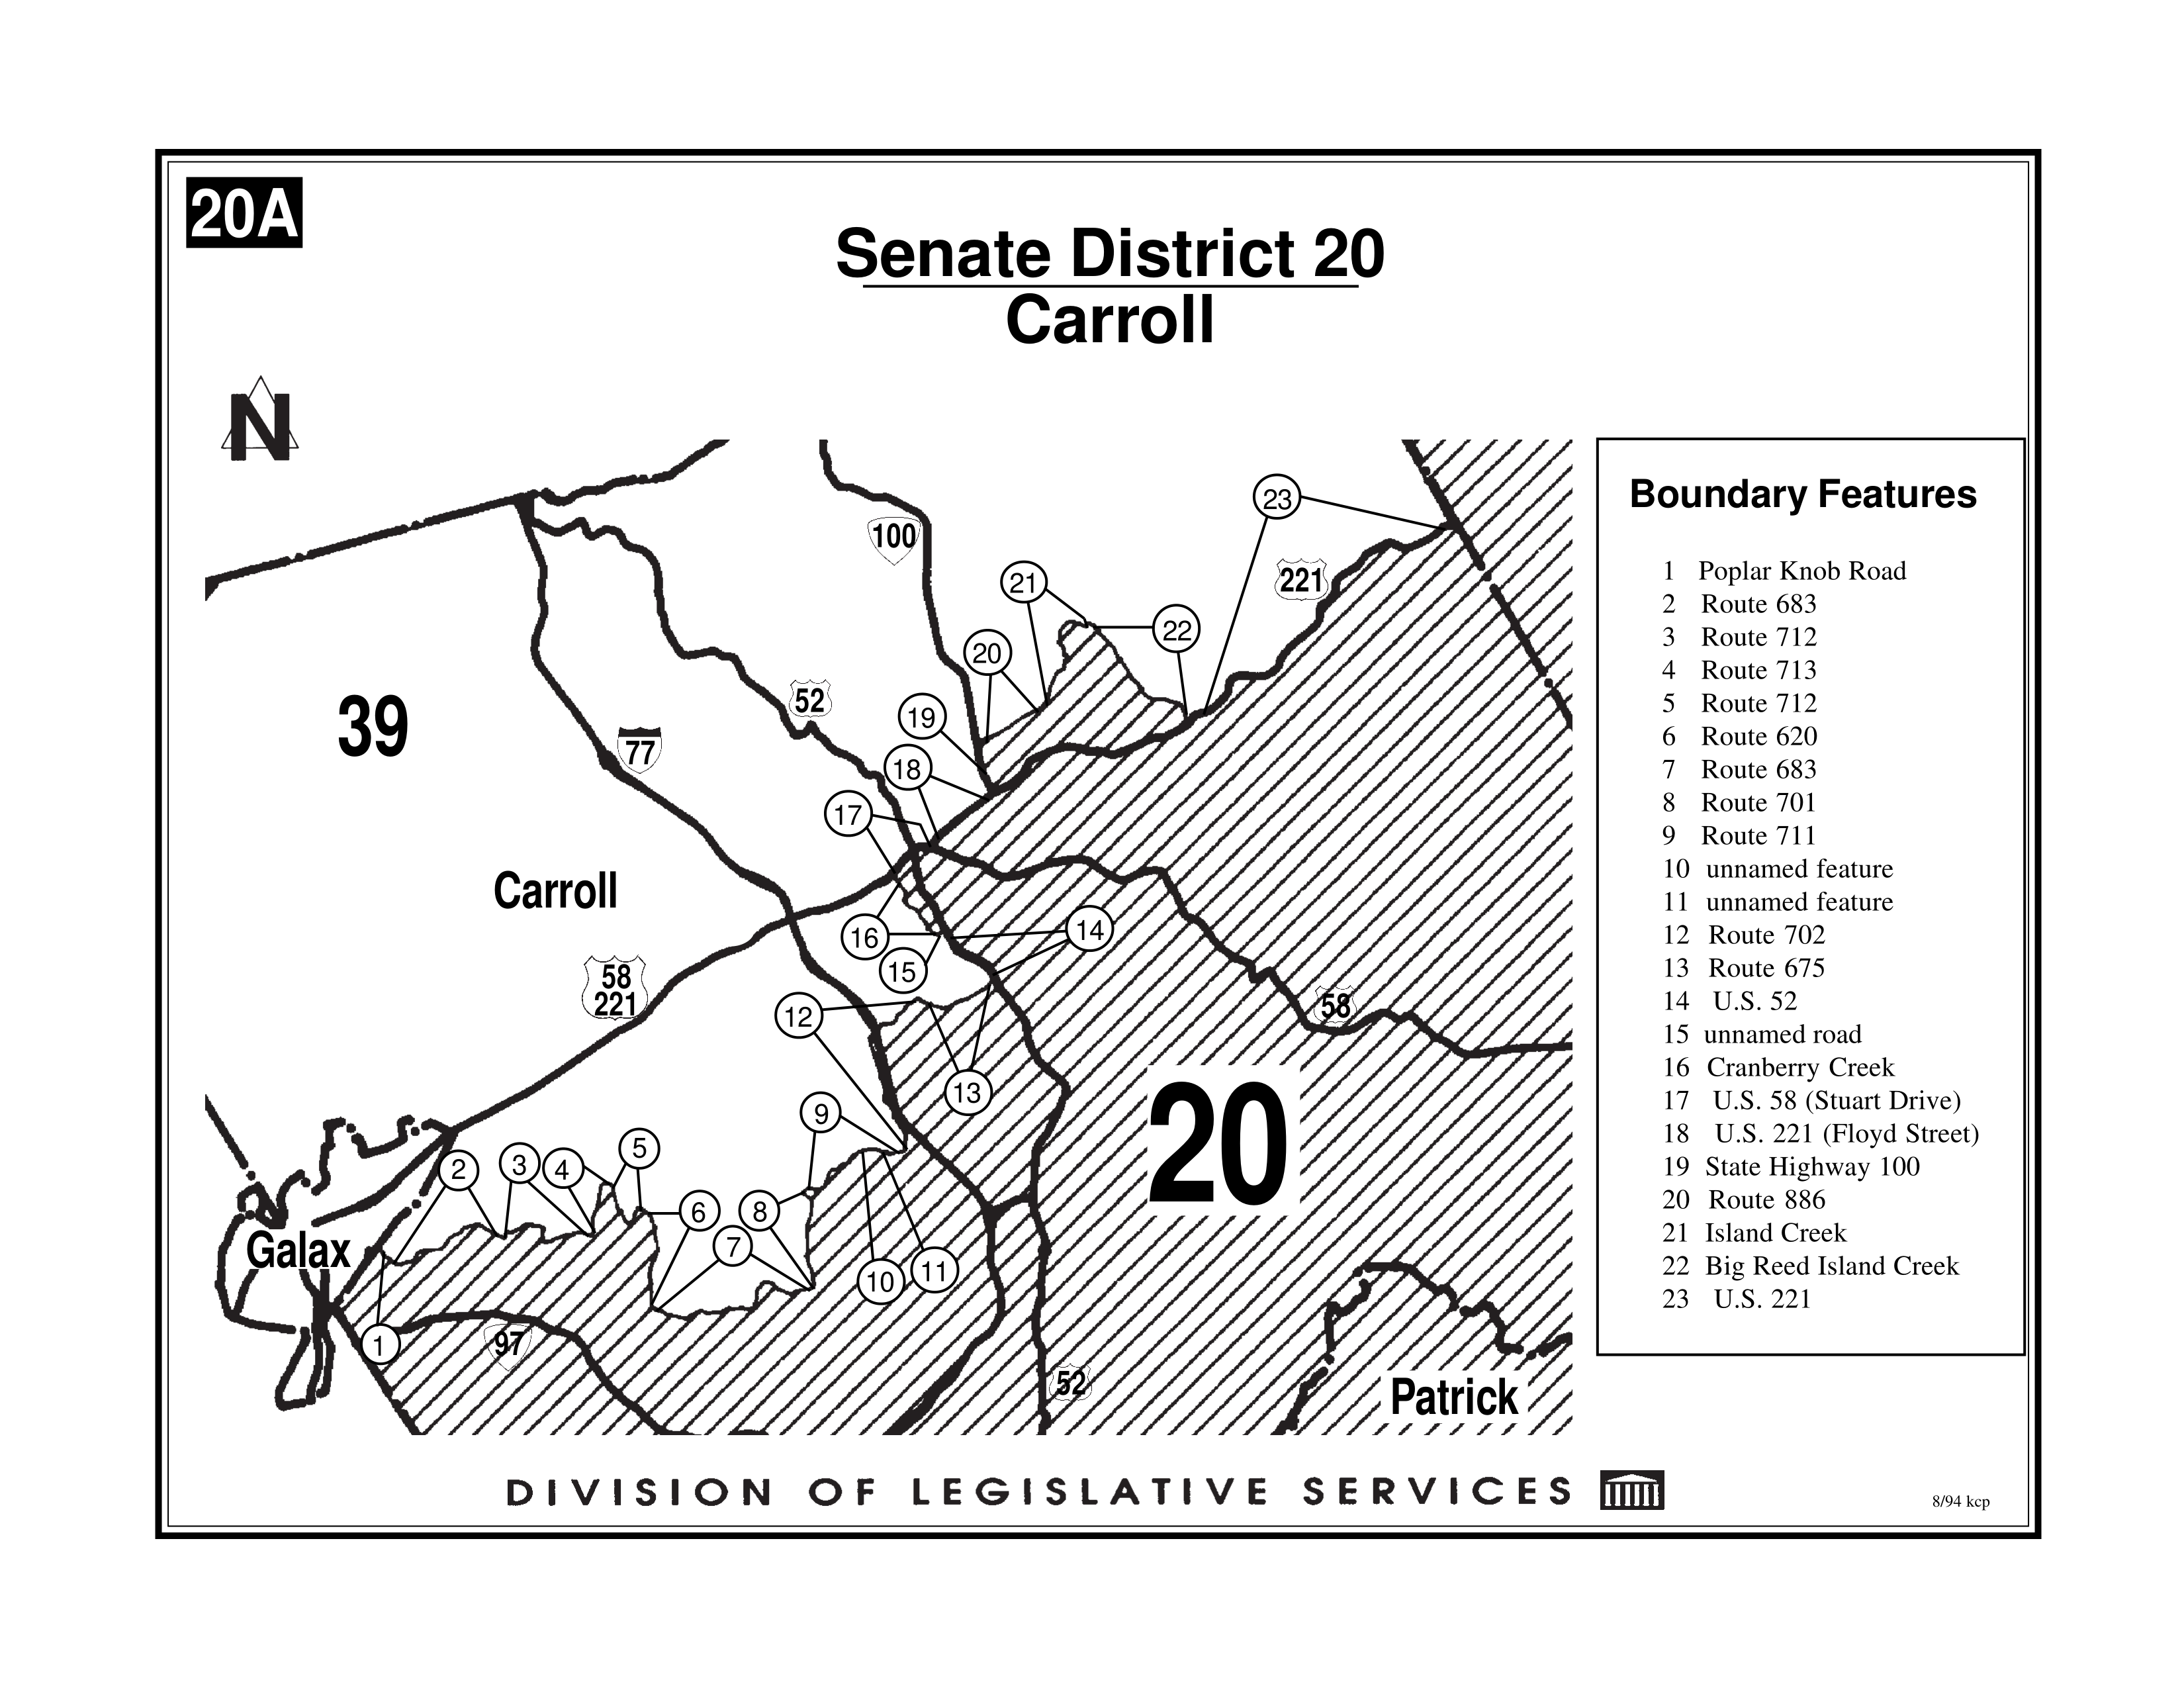 20A
Senate District 20
Carroll
N
23
100
221
21
22
20
39
52
19
77
18
17
Carroll
14
16
15
58
221
58
12
13
20
9
5
3
4
2
6
8
7
Galax
11
10
1
97
52
Patrick
Boundary Features
1 Poplar Knob Road
2 Route 683
3 Route 712
4 Route 713
5 Route 712
6 Route 620
7 Route 683
8 Route 701
9 Route 711
10 unnamed feature
11 unnamed feature
12 Route 702
13 Route 675
14 U.S. 52
15 unnamed road
16 Cranberry Creek
17 U.S. 58 (Stuart Drive)
18 U.S. 221 (Floyd Street)
19 State Highway 100
20 Route 886
21 Island Creek
22 Big Reed Island Creek
23 U.S. 221
DIVISION OF LEGISLATIVE SERVICES
8/94 kcp